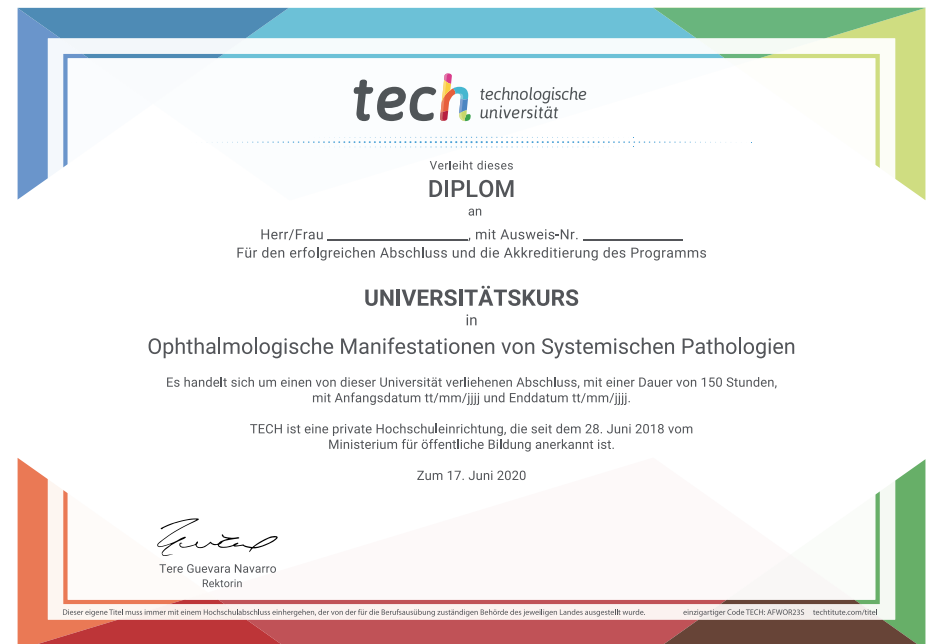 tech technologische
universität
Verleiht dieses
DIPLOM
an
Herr/Frau ________________, mit Ausweis-Nr. ____________
Für den erfolgreichen Abschluss und die Akkreditierung des Programms
UNIVERSITÄTSKURS
in
Ophthalmologische Manifestationen von Systemischen Pathologien
Es handelt sich um einen von dieser Universität verliehenen Abschluss, mit einer Dauer von 150 Stunden,
mit Anfangsdatum tt/mm/jjjj und Enddatum tt/mm/jjjj.
TECH ist eine private Hochschuleinrichtung, die seit dem 28. Juni 2018 vom
Ministerium für öffentliche Bildung anerkannt ist.
Zum 17. Juni 2020
Tere Guevara Navarro
Rektorin
Dieser eigene Titel muss immer mit einem Hochschulabschluss einhergehen, der von der für die Berufsausübung zuständigen Behörde des jeweiligen Landes ausgestellt wurde. einzigartiger Code TECH: AFWOR23S techtitute.com/titel